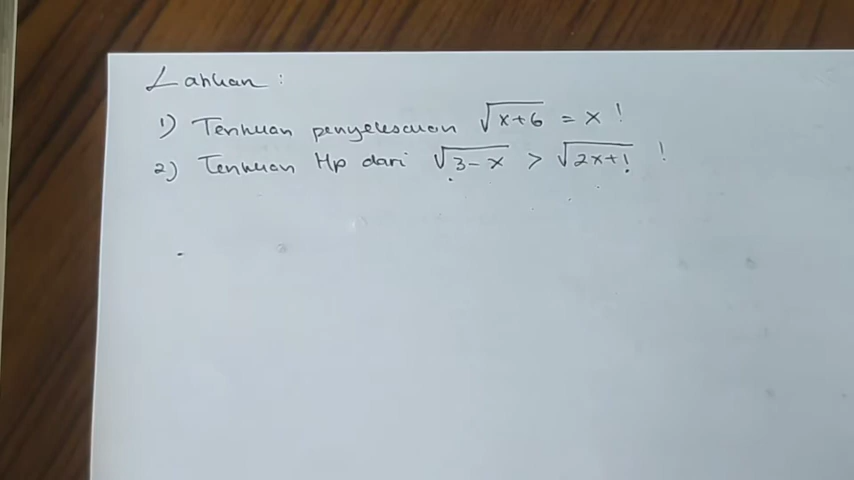 Latihan :
1) Tentukan penyelesaian √x+6 = x !
2) Tentukan Hp dari √3-x > √2x+1 !